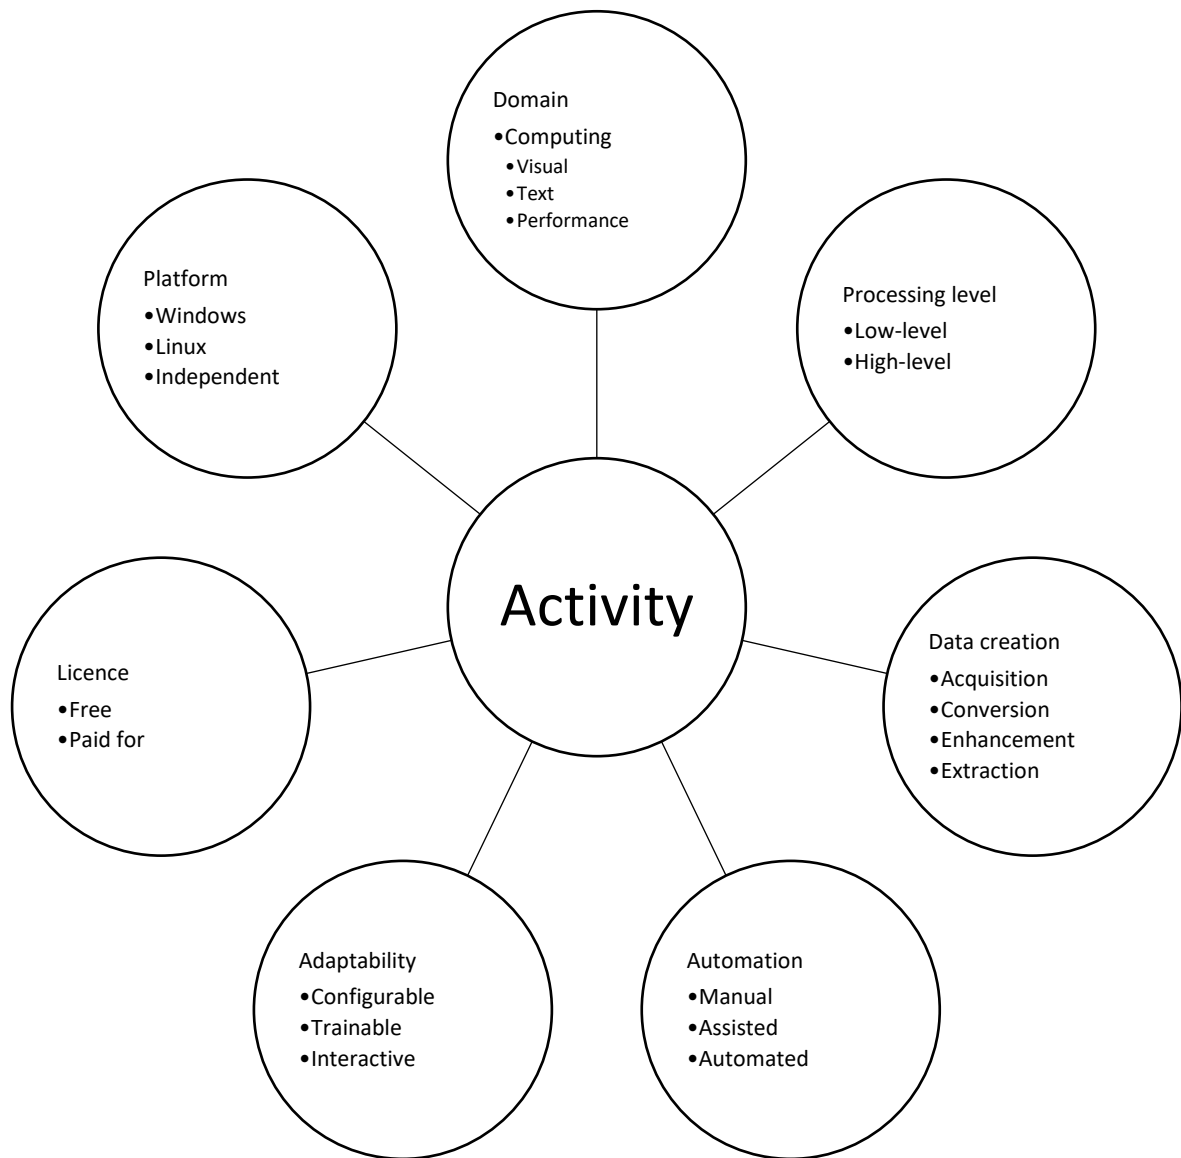 Domain
•Computing
•Visual
•Text
•Performance
Processing level
•Low-level
•High-level
Data creation
•Acquisition
•Conversion
•Enhancement
•Extraction
Automation
•Manual
•Assisted
•Automated
Adaptability
•Configurable
•Trainable
•Interactive
Licence
•Free
•Paid for
Platform
•Windows
•Linux
•Independent
Activity